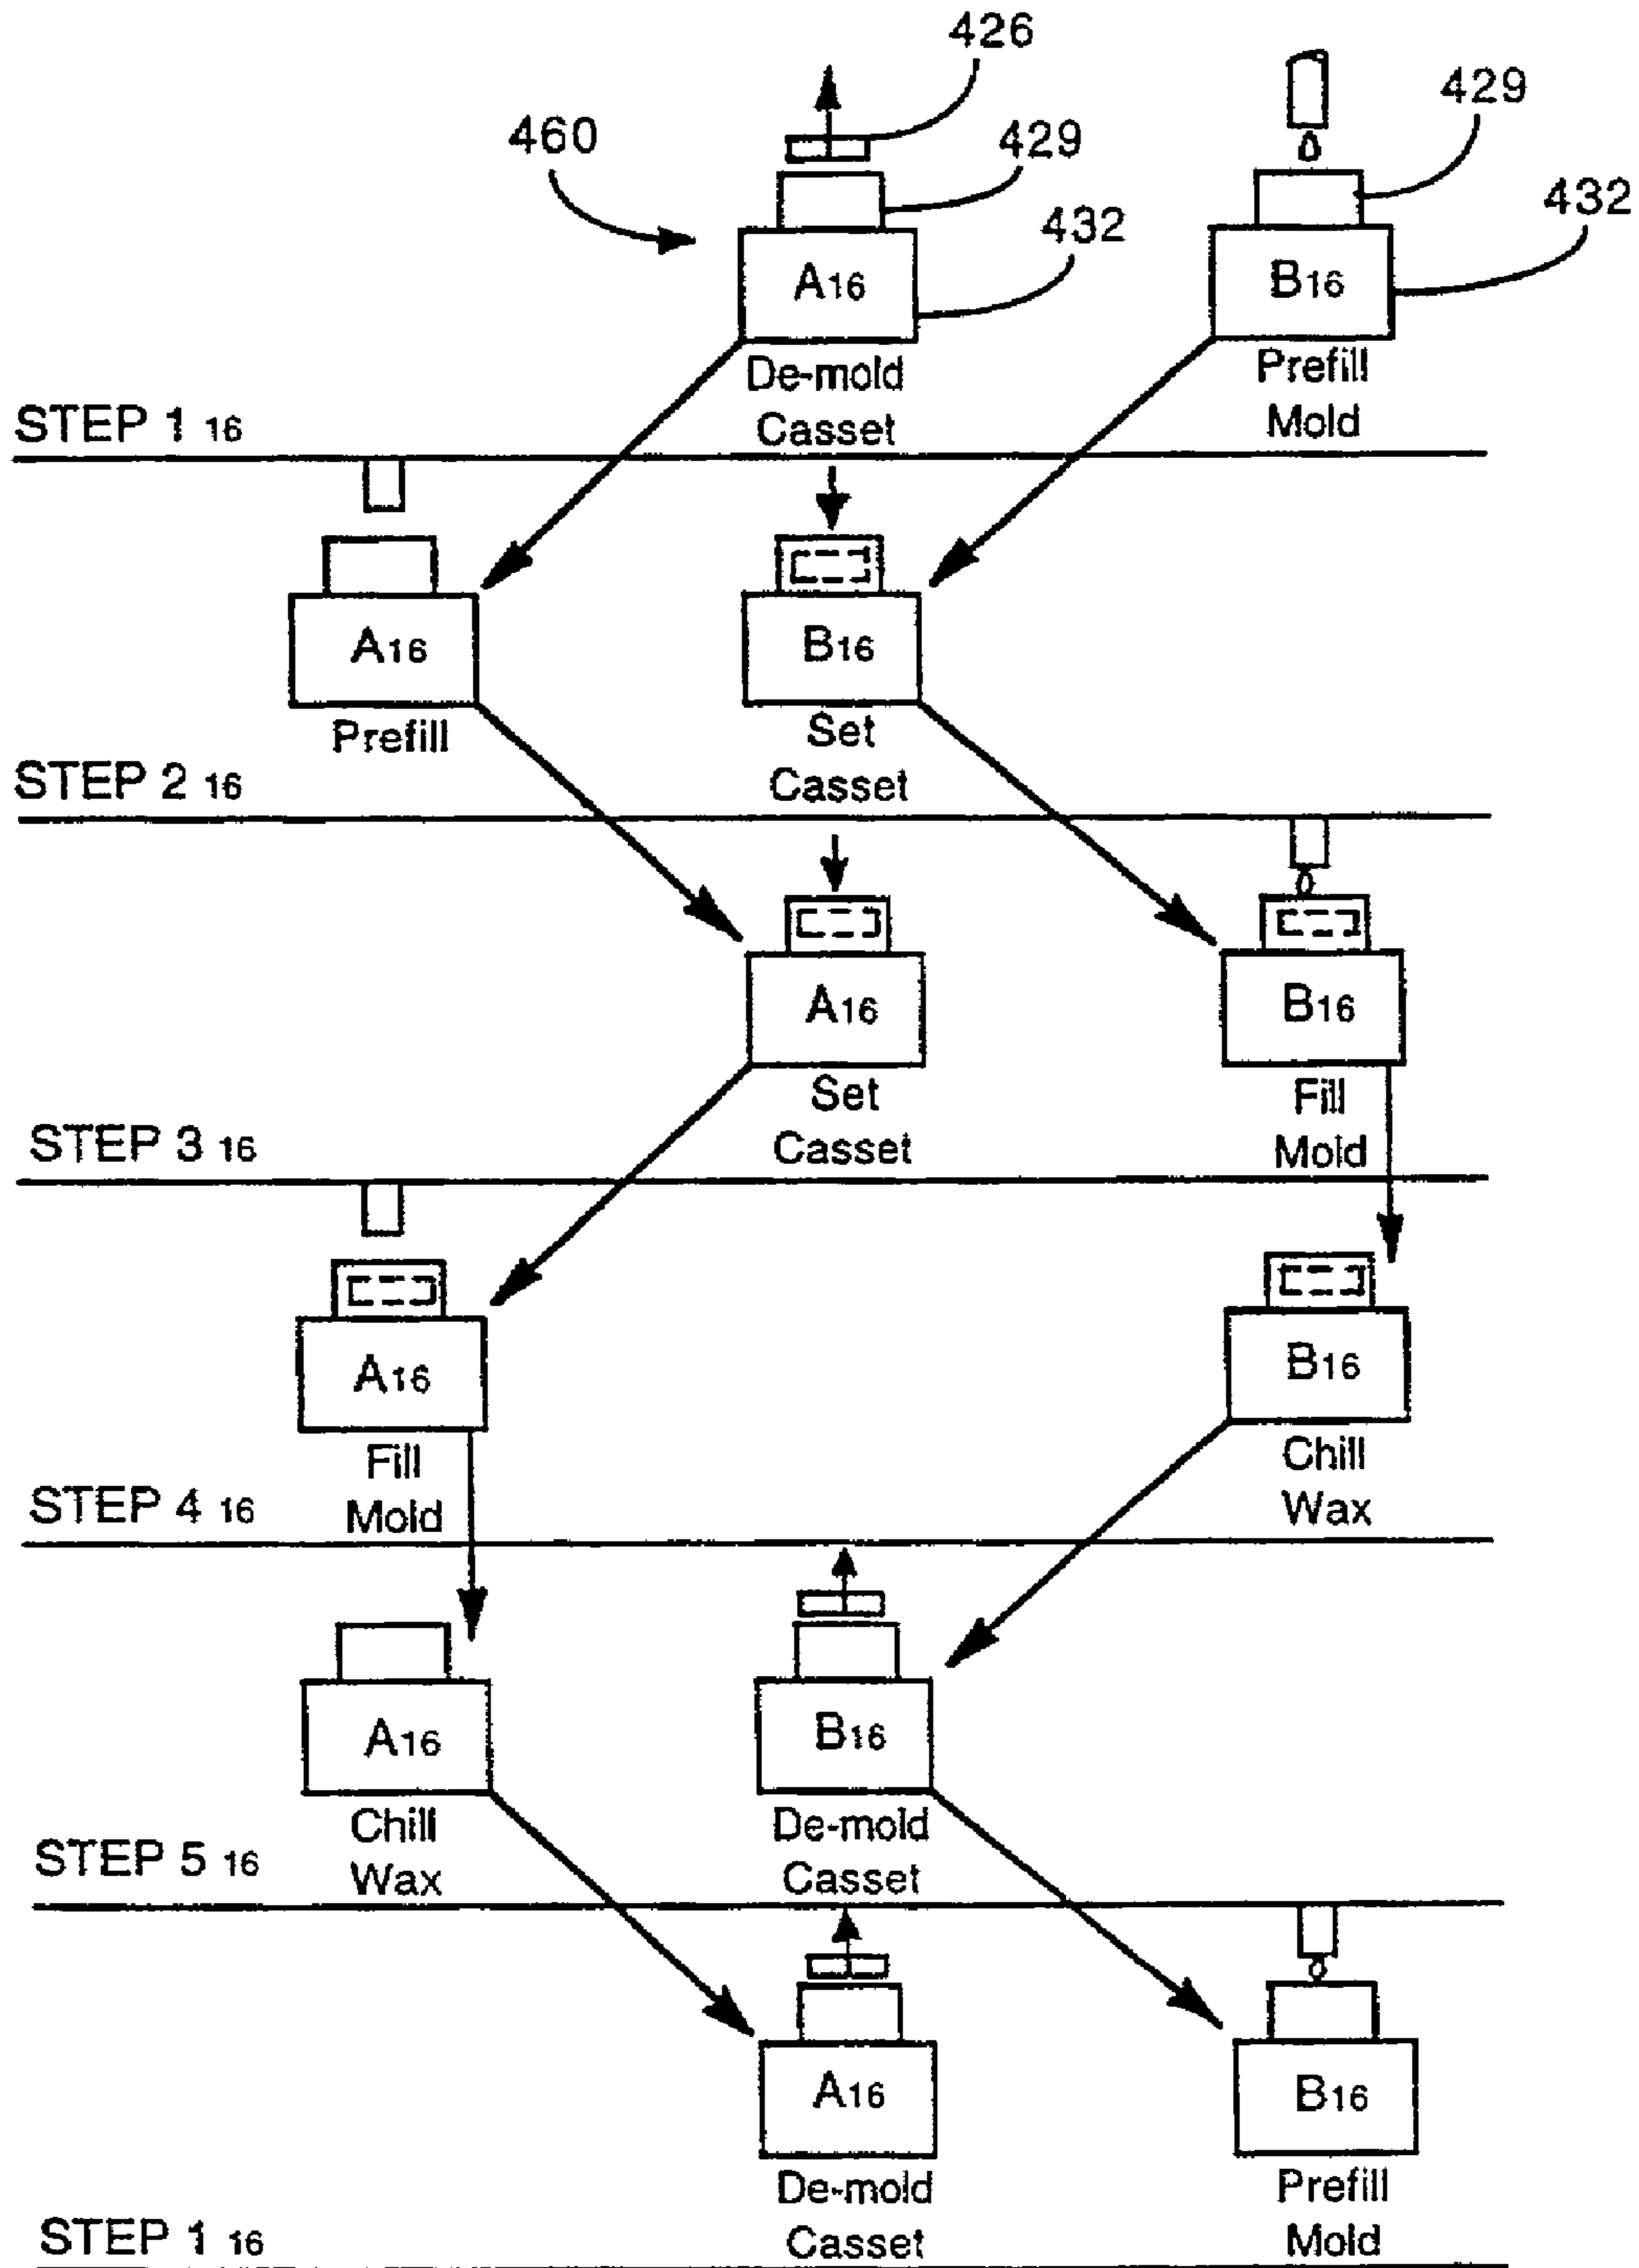 426
460
429
429
432
432
A16
B16
De-mold
Casset
Prefill
Mold
STEP 1 16
A16
Prefill
B16
Set
Casset
STEP 2 16
A16
Set
Casset
B16
Fill
Mold
STEP 3 16
A16
Fill
Mold
B16
Chill
Wax
STEP 4 16
A16
Chill
Wax
B16
De-mold
Casset
STEP 5 16
A16
De-mold
Casset
B16
Prefill
Mold
STEP 1 16